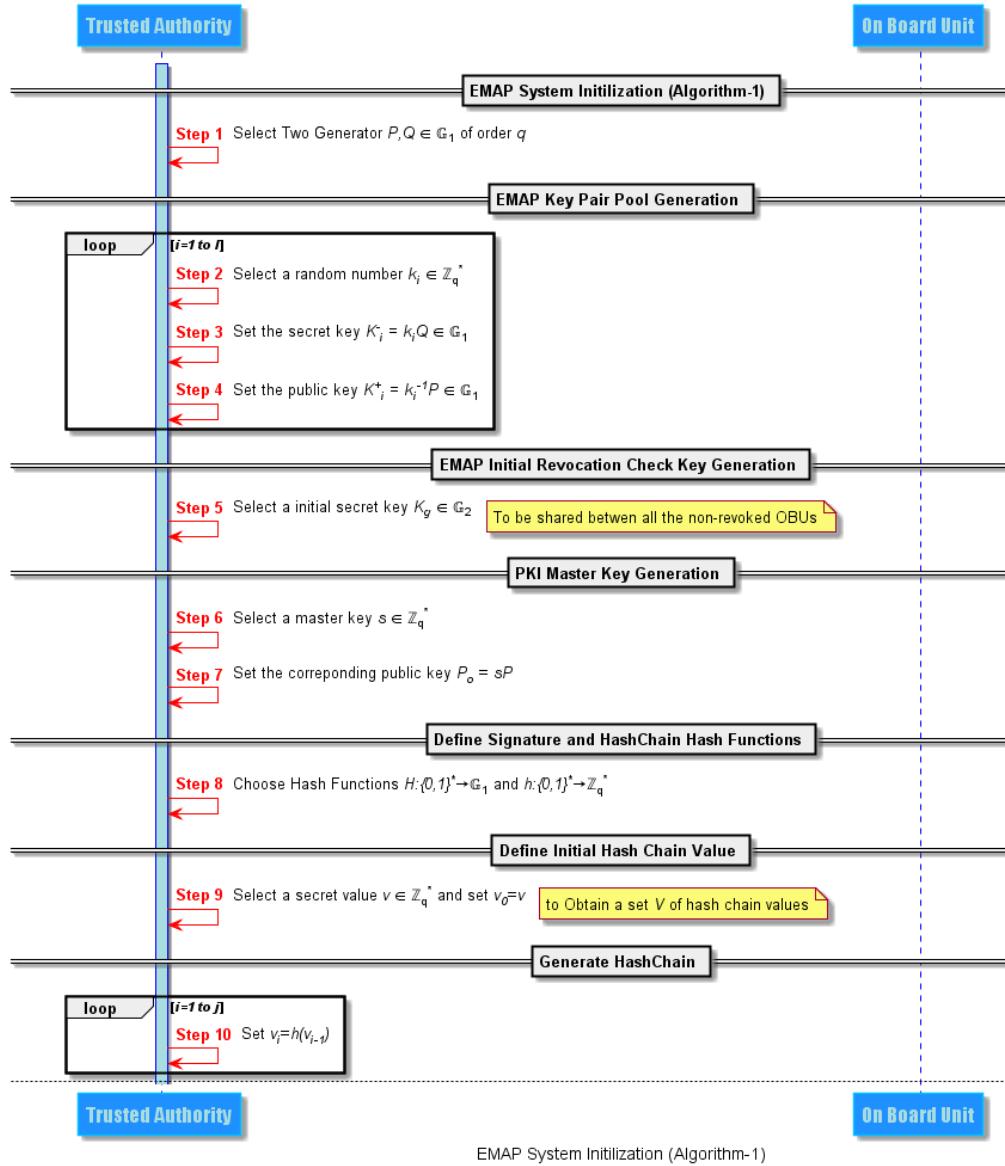 Trusted Authority On Board Unit
EMAP System Initilization (Algorithm-1)
Step 1 Select Two Generator P,Q ∈ 𝔾₁ of order q
EMAP Key Pair Pool Generation
loop [i=1 to l]
Step 2 Select a random number kᵢ ∈ ℤ_q^*
Step 3 Set the secret key K⁻ᵢ = kᵢQ ∈ 𝔾₁
Step 4 Set the public key K⁺ᵢ = kᵢ⁻¹P ∈ 𝔾₁
EMAP Initial Revocation Check Key Generation
Step 5 Select a initial secret key K_g ∈ 𝔾₂ To be shared betwen all the non-revoked OBUs
PKI Master Key Generation
Step 6 Select a master key s ∈ ℤ_q^*
Step 7 Set the correponding public key Pₒ = sP
Define Signature and HashChain Hash Functions
Step 8 Choose Hash Functions H:{0,1}^*→𝔾₁ and h:{0,1}^*→ℤ_q^*
Define Initial Hash Chain Value
Step 9 Select a secret value v ∈ ℤ_q^* and set v₀=v to Obtain a set V of hash chain values
Generate HashChain
loop [i=1 to j]
Step 10 Set vᵢ=h(vᵢ₋₁)
Trusted Authority On Board Unit
EMAP System Initilization (Algorithm-1)